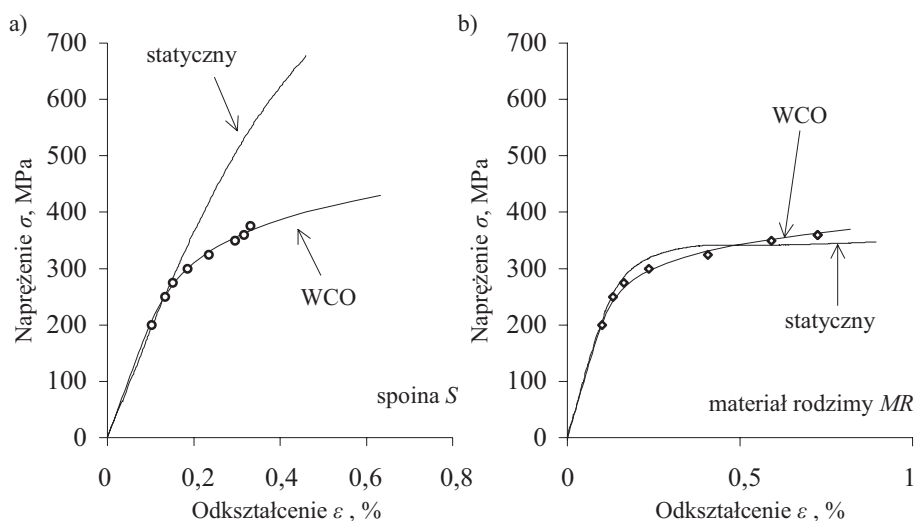 a)
Naprężenie σ, MPa
700
600
500
400
300
200
100
0
statyczny
WCO
spoina S
0
0,2
0,4
0,6
0,8
Odkształcenie ε , %
b)
Naprężenie σ, MPa
700
600
500
400
300
200
100
0
WCO
statyczny
materiał rodzimy MR
0
0,5
1
Odkształcenie ε , %